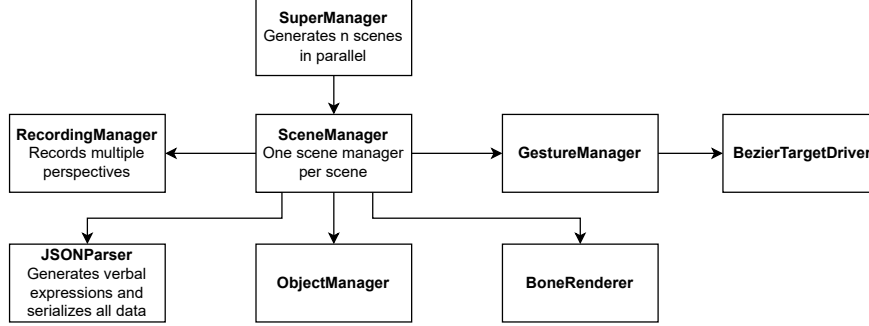 SuperManager
Generates n scenes
in parallel
RecordingManager
Records multiple
perspectives
SceneManager
One scene manager
per scene
GestureManager
BezierTargetDriver
JSONParser
Generates verbal
expressions and
serializes all data
ObjectManager
BoneRenderer